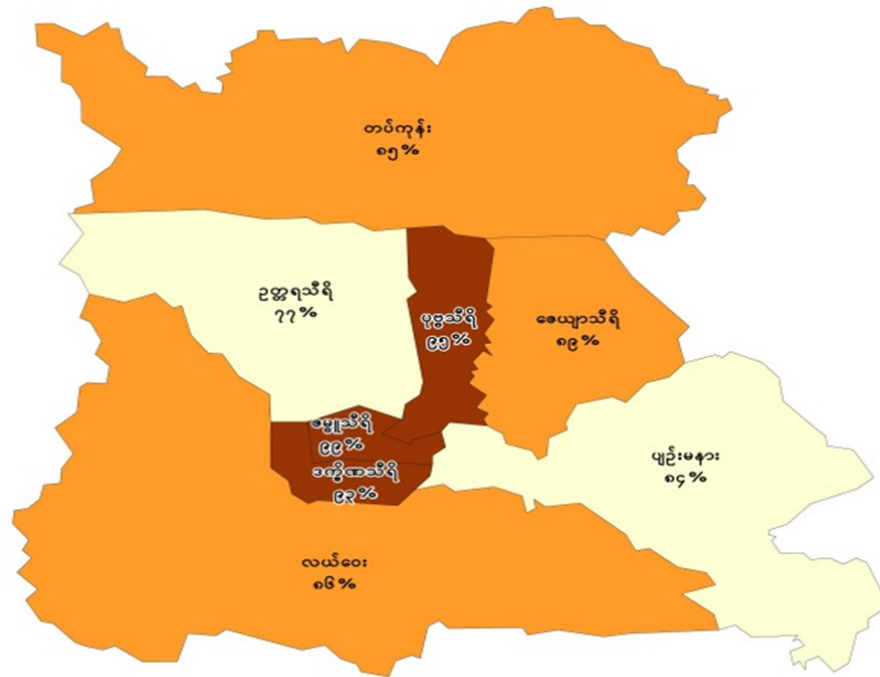 တပ်ကုန်း
၈၅%
ဥတ္တရသီရိ
၇၇%
ပုဗ္ဗသီရိ
၉၅%
ဇေယျာသီရိ
၈၉%
ဇမ္ဗူသီရိ
၉၉%
ဒက္ခိဏသီရိ
၉၃%
ပျဉ်းမနား
၈၄%
လယ်ဝေး
၈၆%